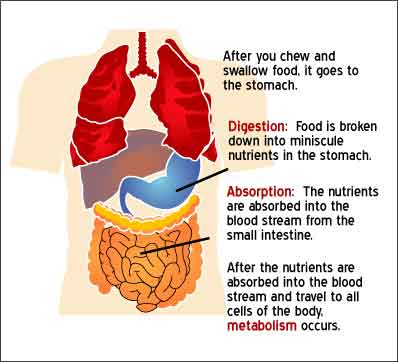 After you chew and
swallow food, it goes to
the stomach.
Digestion: Food is broken
down into miniscule
nutrients in the stomach.
Absorption: The nutrients
are absorbed into the
blood stream from the
small intestine.
After the nutrients are
absorbed into the blood
stream and travel to all
cells of the body,
metabolism occurs.